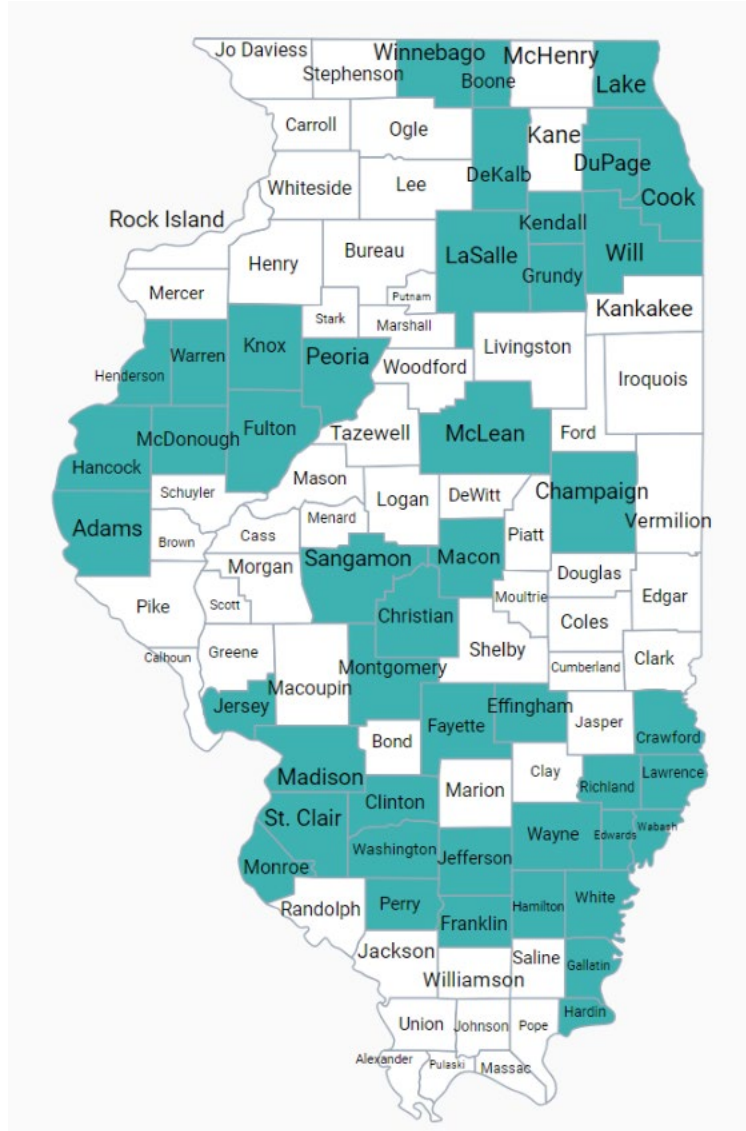 Jo Daviess
Stephenson
Winnebago
Boone
McHenry
Lake
Carroll
Ogle
DeKalb
Kane
DuPage
Cook
Whiteside
Lee
Rock Island
Kendall
Will
Henry
Bureau
LaSalle
Grundy
Mercer
Putnam
Kankakee
Stark
Marshall
Livingston
Henderson
Warren
Knox
Peoria
Woodford
Iroquois
Hancock
McDonough
Fulton
Tazewell
McLean
Ford
Schuyler
Mason
Logan
DeWitt
Champaign
Vermilion
Adams
Brown
Cass
Menard
Piatt
Sangamon
Macon
Morgan
Douglas
Pike
Scott
Christian
Moultrie
Edgar
Coles
Calhoun
Greene
Shelby
Cumberland
Clark
Macoupin
Montgomery
Jersey
Fayette
Effingham
Jasper
Crawford
Bond
Clay
Madison
Marion
Richland
Lawrence
St. Clair
Clinton
Wayne
Edwards
Wabash
Washington
Jefferson
Monroe
Randolph
Perry
Franklin
Hamilton
White
Jackson
Williamson
Saline
Gallatin
Union
Johnson
Pope
Hardin
Alexander
Pulaski
Massac